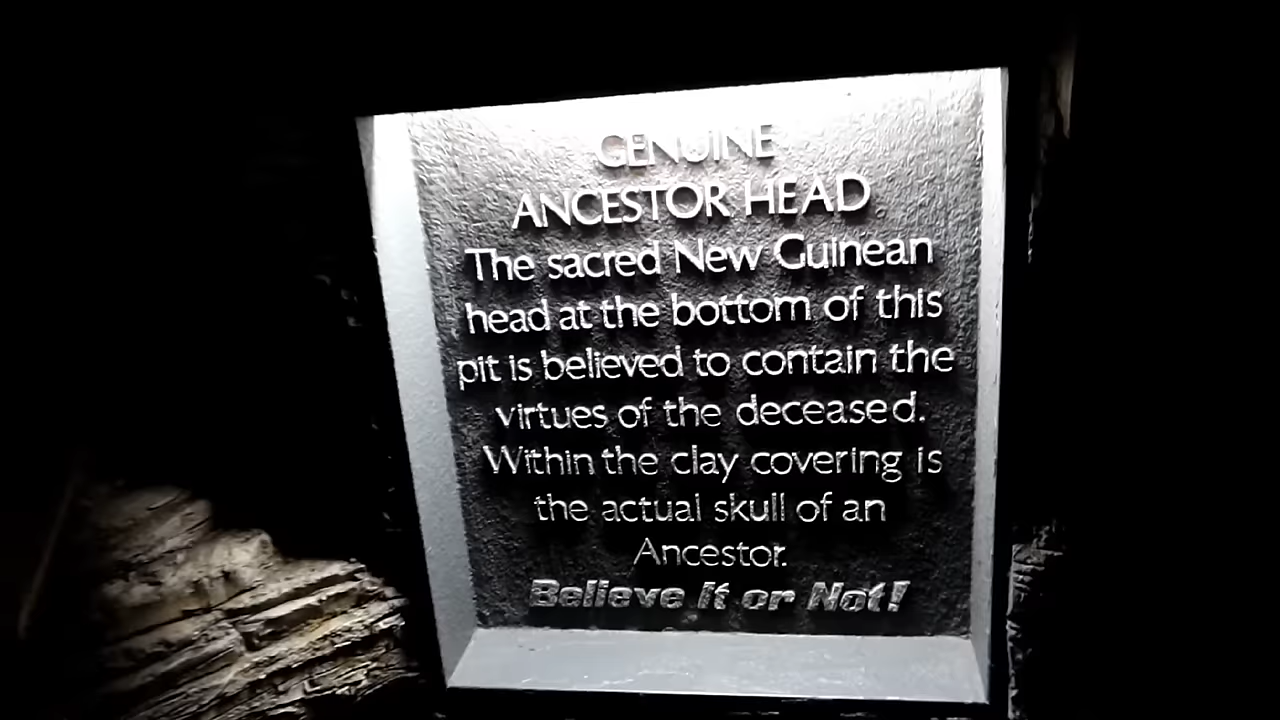 GENUINE
ANCESTOR HEAD
The sacred New Guinean
head at the bottom of this
pit is believed to contain the
virtues of the deceased.
Within the clay covering is
the actual skull of an
Ancestor.
Believe It or Not!